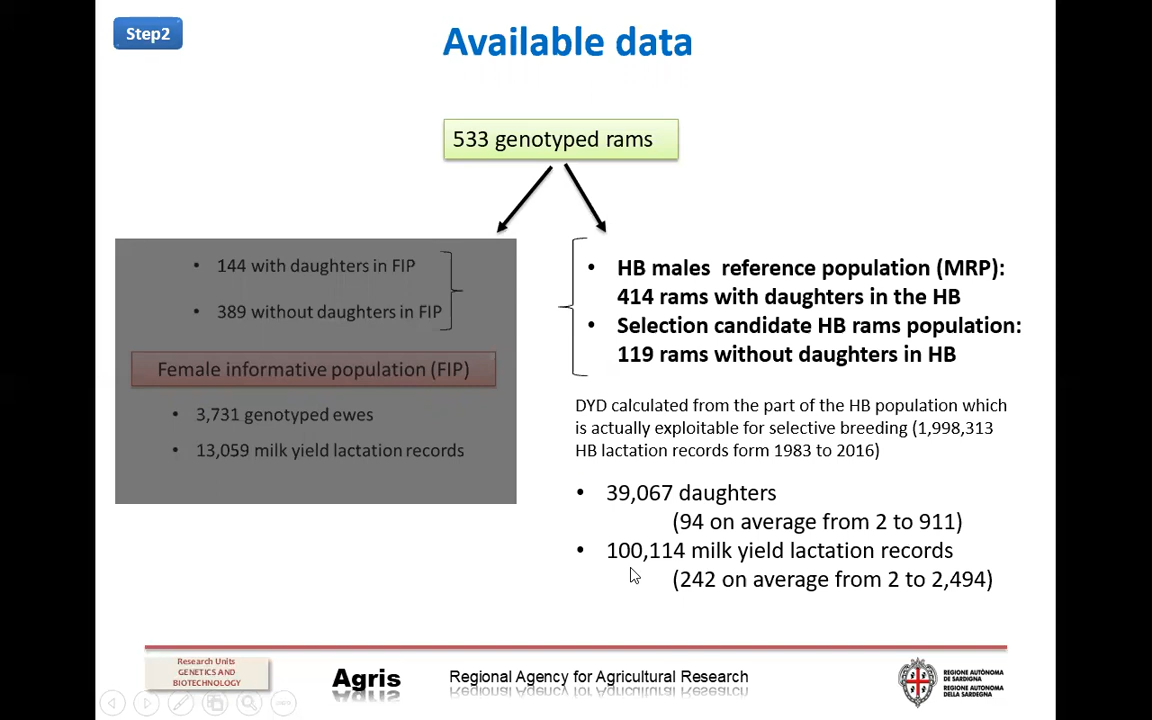 Step2
Available data
533 genotyped rams
• 144 with daughters in FIP
• 389 without daughters in FIP
Female informative population (FIP)
• 3,731 genotyped ewes
• 13,059 milk yield lactation records
• HB males reference population (MRP):
414 rams with daughters in the HB
• Selection candidate HB rams population:
119 rams without daughters in HB
DYD calculated from the part of the HB population which
is actually exploitable for selective breeding (1,998,313
HB lactation records form 1983 to 2016)
• 39,067 daughters
(94 on average from 2 to 911)
• 100,114 milk yield lactation records
(242 on average from 2 to 2,494)
Research Units
GENETICS AND
BIOTECHNOLOGY
Agris
Regional Agency for Agricultural Research
REGIONE AUTÒNOMA
DE SARDIGNA
REGIONE AUTONOMA
DELLA SARDEGNA